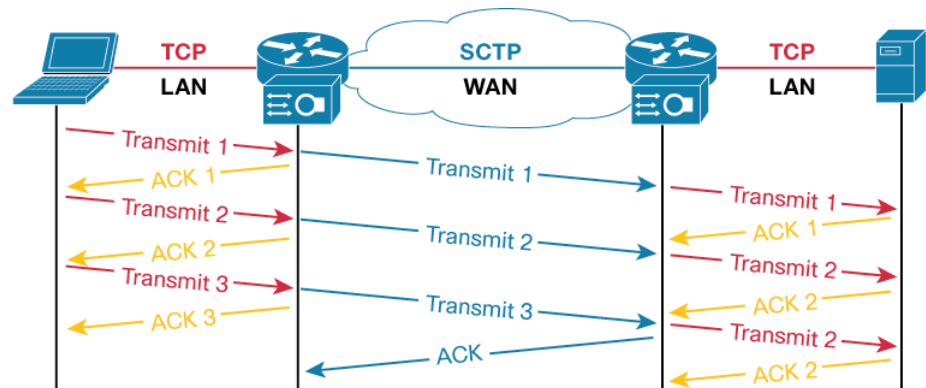 TCP
SCTP
TCP
LAN
WAN
LAN
Transmit 1
ACK 1
Transmit 1
Transmit 1
Transmit 2
ACK 1
ACK 2
Transmit 2
Transmit 2
Transmit 3
ACK 2
ACK 3
Transmit 3
Transmit 2
ACK
ACK 2